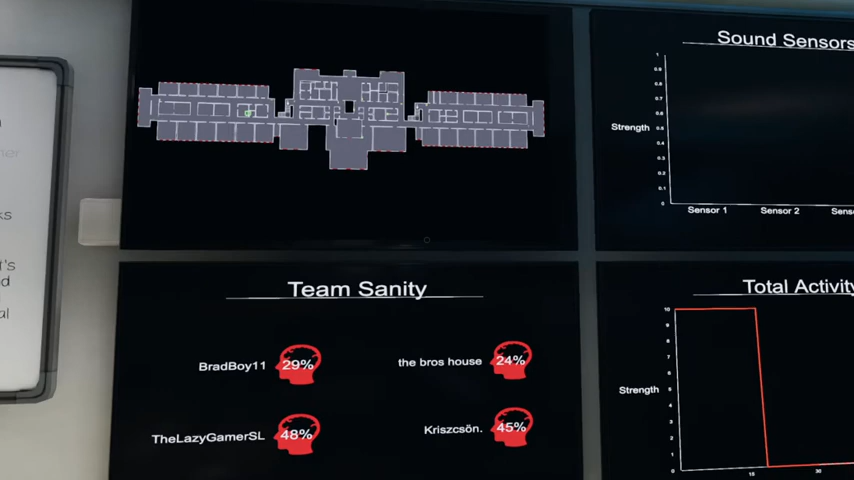 Sound Sensors
1
0.9
0.8
0.7
0.6
Strength
0.5
0.4
0.3
0.2
0.1
0
Sensor 1
Sensor 2
Team Sanity
BradBoy11
29%
the bros house
24%
TheLazyGamerSL
48%
Kriszcsön.
45%
Total Activity
10
9
8
7
6
Strength
5
4
3
2
1
0
30